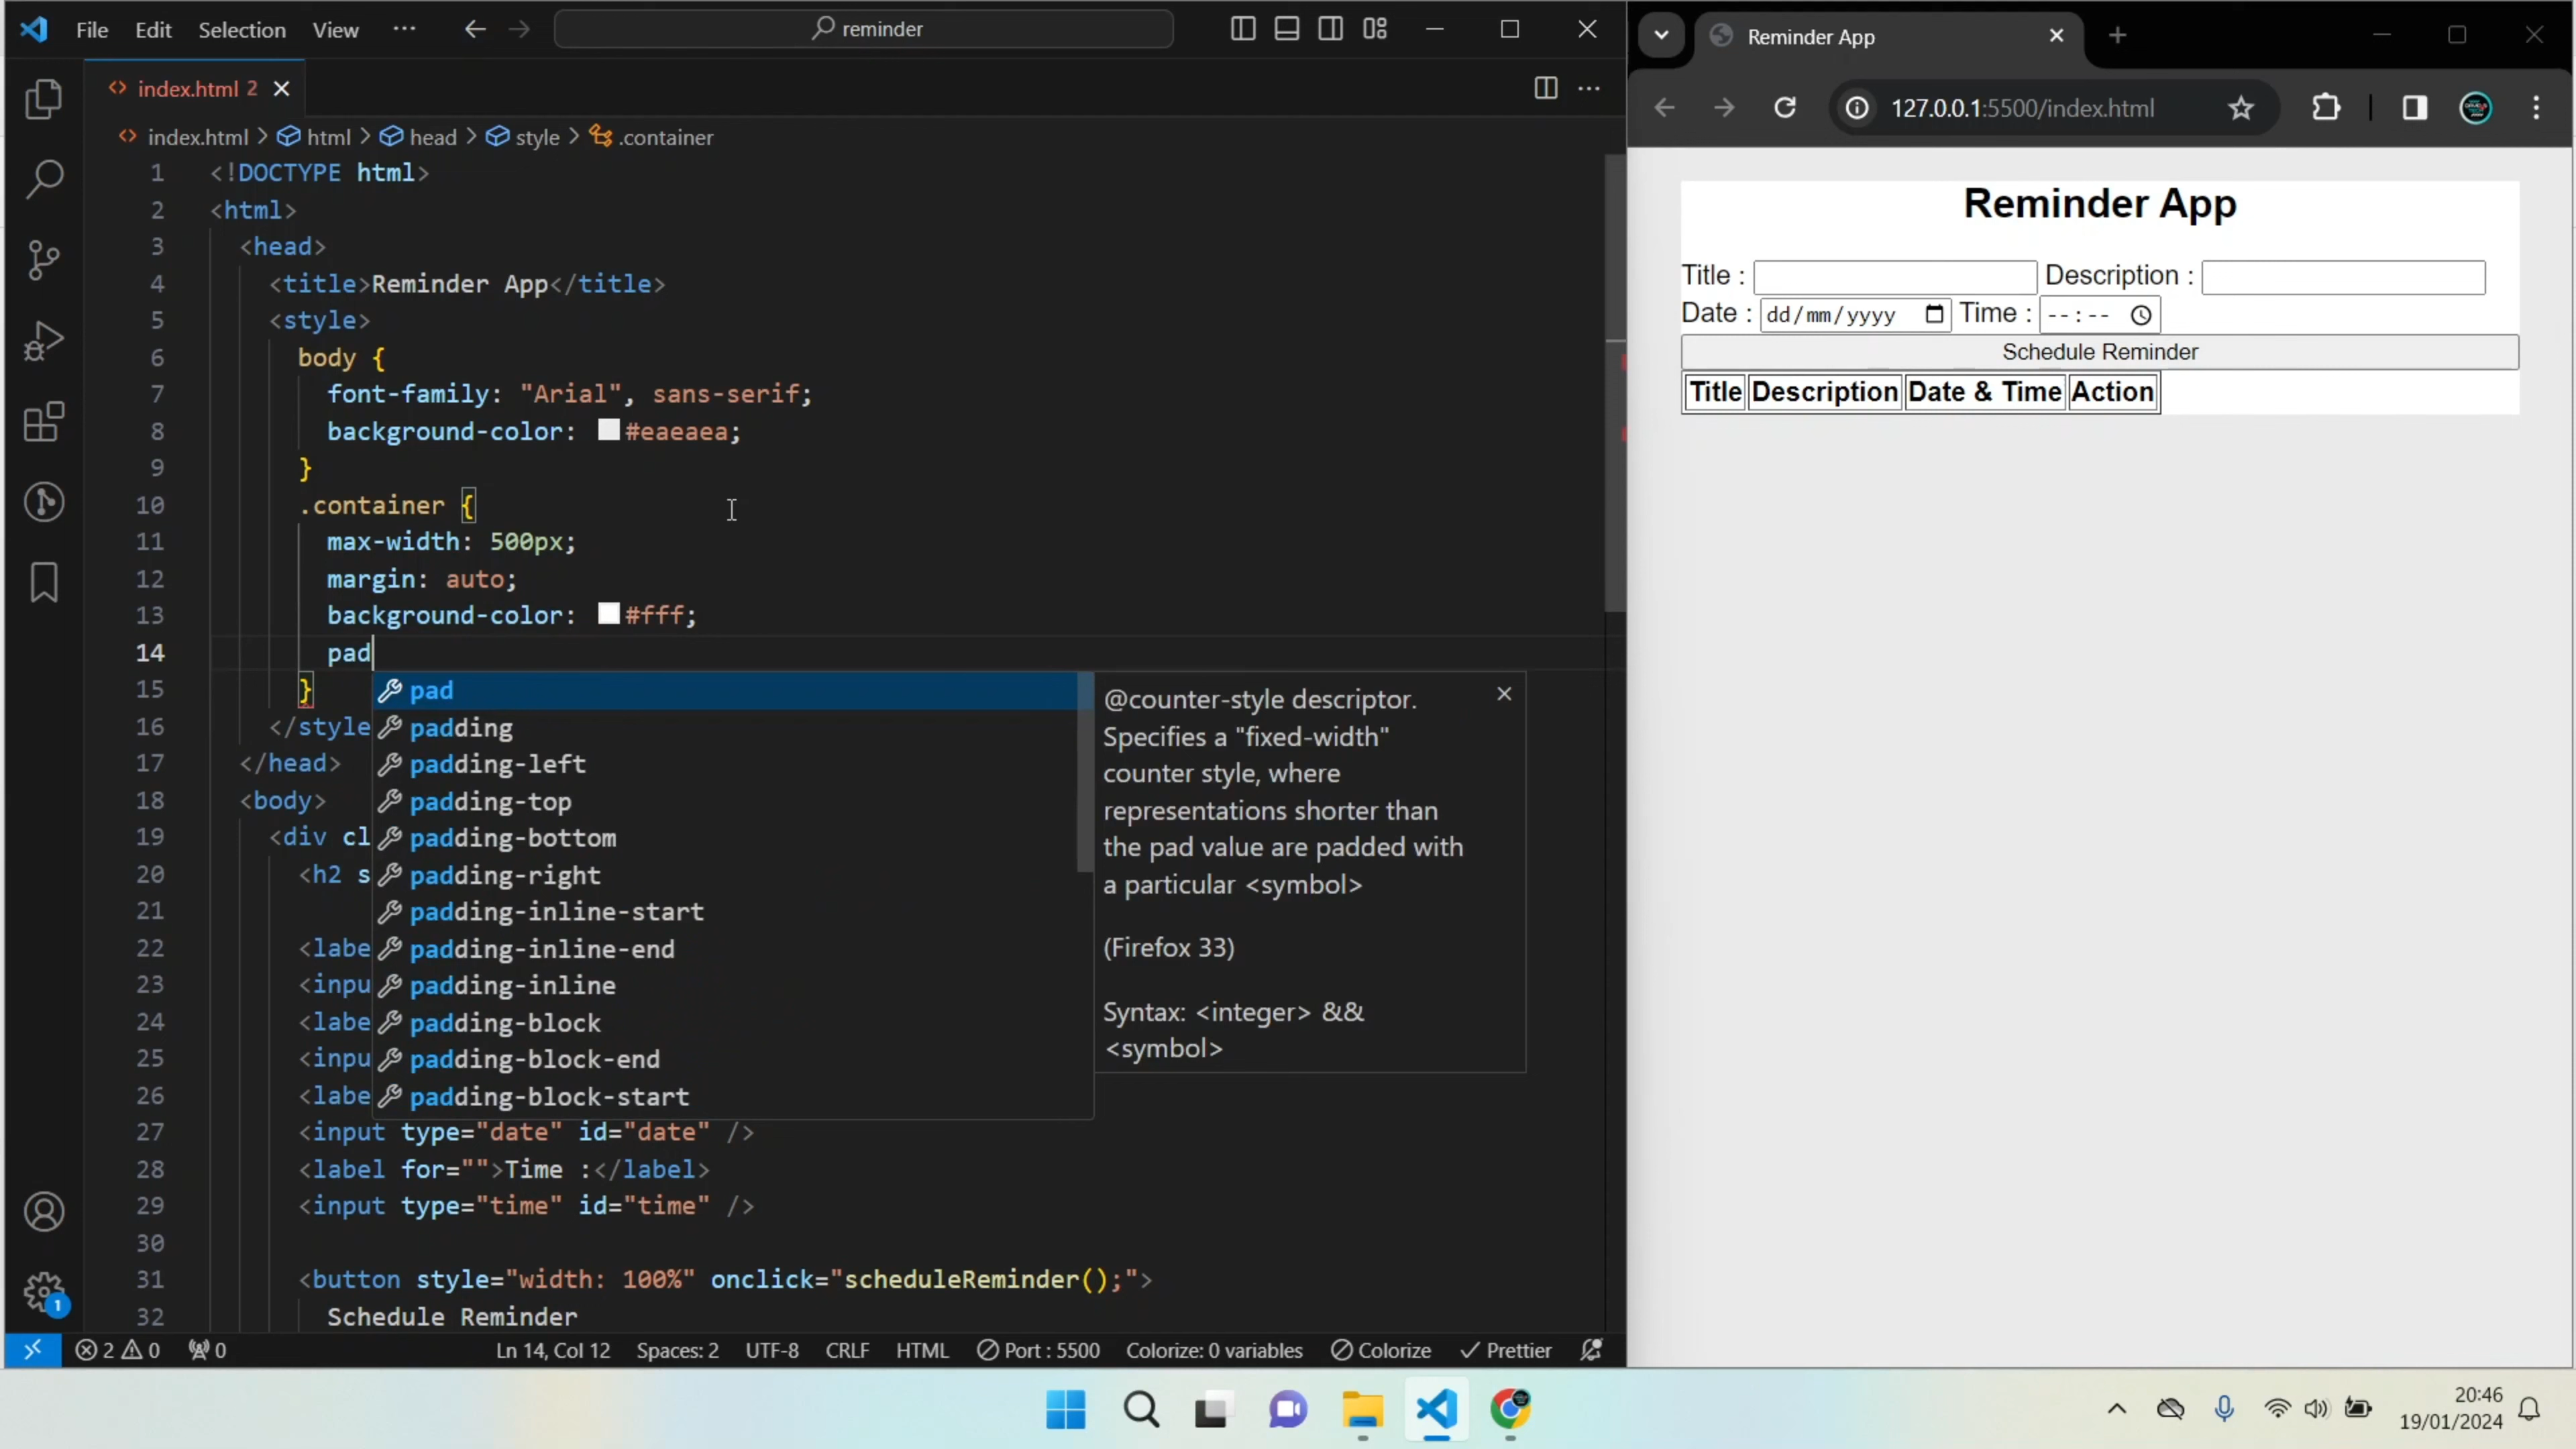 File Edit Selection View ··· reminder
index.html 2
index.html > html > head > style > .container
1 <!DOCTYPE html>
2 <html>
3 <head>
4 <title>Reminder App</title>
5 <style>
6 body {
7 font-family: "Arial", sans-serif;
8 background-color: #eaeaea;
9 }
10 .container {
11 max-width: 500px;
12 margin: auto;
13 background-color: #fff;
14 pad
15 }
16 </style
17 </head>
18 <body>
19 <div cl
20 <h2 s
21
22 <labe
23 <inpu
24 <labe
25 <inpu
26 <labe
27 <input type="date" id="date" />
28 <label for="">Time :</label>
29 <input type="time" id="time" />
30
31 <button style="width: 100%" onclick="scheduleReminder();">
32 Schedule Reminder
pad
padding
padding-left
padding-top
padding-bottom
padding-right
padding-inline-start
padding-inline-end
padding-inline
padding-block
padding-block-end
padding-block-start
@counter-style descriptor.
Specifies a "fixed-width"
counter style, where
representations shorter than
the pad value are padded with
a particular <symbol>
(Firefox 33)
Syntax: <integer> &&
<symbol>
1
2 0 0 Ln 14, Col 12 Spaces: 2 UTF-8 CRLF HTML Port : 5500 Colorize: 0 variables Colorize Prettier
Reminder App
127.0.0.1:5500/index.html
Reminder App
Title : Description :
Date : dd/mm/yyyy Time : --:--
Schedule Reminder
Title Description Date & Time Action
20:46
19/01/2024